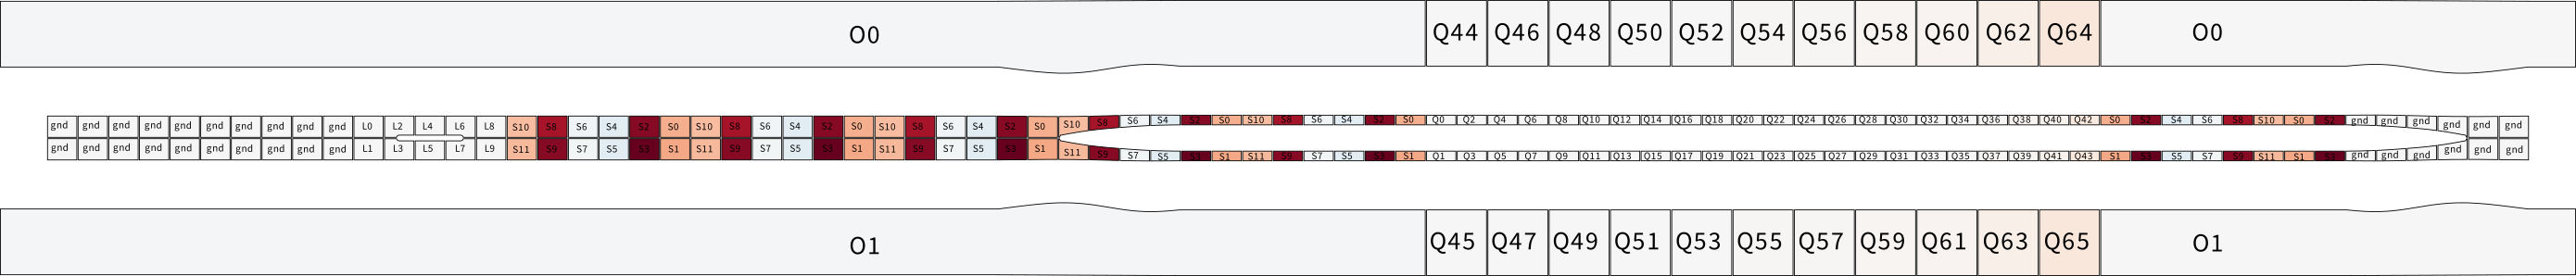 O0 Q44 Q46 Q48 Q50 Q52 Q54 Q56 Q58 Q60 Q62 Q64 O0
gnd gnd gnd gnd gnd gnd gnd gnd gnd gnd L0 L2 L4 L6 L8 S10 S8 S6 S4 S2 S0 S10 S8 S6 S4 S2 S0 S10 S8 S6 S4 S2 S0 S10 S8 S6 S4 S2 S0 S10 S8 S6 S4 S2 S0 Q0 Q2 Q4 Q6 Q8 Q10 Q12 Q14 Q16 Q18 Q20 Q22 Q24 Q26 Q28 Q30 Q32 Q34 Q36 Q38 Q40 Q42 S0 S2 S4 S6 S8 S10 S0 S2 gnd gnd gnd gnd gnd gnd
gnd gnd gnd gnd gnd gnd gnd gnd gnd gnd L1 L3 L5 L7 L9 S11 S9 S7 S5 S3 S1 S11 S9 S7 S5 S3 S1 S11 S9 S7 S5 S3 S1 S11 S9 S7 S5 S3 S1 S11 S9 S7 S5 S3 S1 Q1 Q3 Q5 Q7 Q9 Q11 Q13 Q15 Q17 Q19 Q21 Q23 Q25 Q27 Q29 Q31 Q33 Q35 Q37 Q39 Q41 Q43 S1 S3 S5 S7 S9 S11 S1 S3 gnd gnd gnd gnd gnd gnd
O1 Q45 Q47 Q49 Q51 Q53 Q55 Q57 Q59 Q61 Q63 Q65 O1